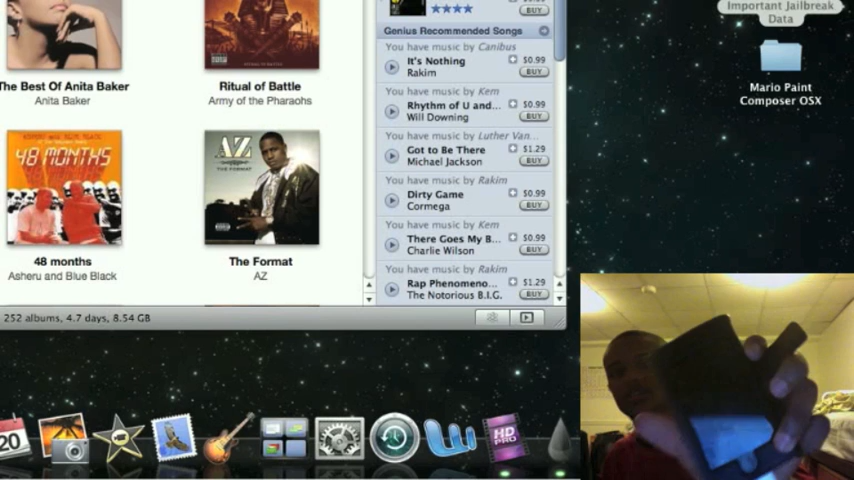 The Best Of Anita Baker
Anita Baker
Ritual of Battle
Army of the Pharaohs
48 MONTHS
48 months
Asheru and Blue Black
AZ
THE FORMAT
The Format
AZ
252 albums, 4.7 days, 8.54 GB
BUY
Genius Recommended Songs
You have music by Canibus
It's Nothing
$0.99
Rakim
BUY
You have music by Kem
Rhythm of U and...
$0.99
Will Downing
BUY
You have music by Luther Van...
Got to Be There
$1.29
Michael Jackson
BUY
You have music by Rakim
Dirty Game
$0.99
Cormega
BUY
You have music by Kem
There Goes My B...
$0.99
Charlie Wilson
BUY
You have music by Rakim
Rap Phenomeno...
$1.29
The Notorious B.I.G.
BUY
Important Jailbreak
Data
Mario Paint
Composer OSX
20
HD
PRO